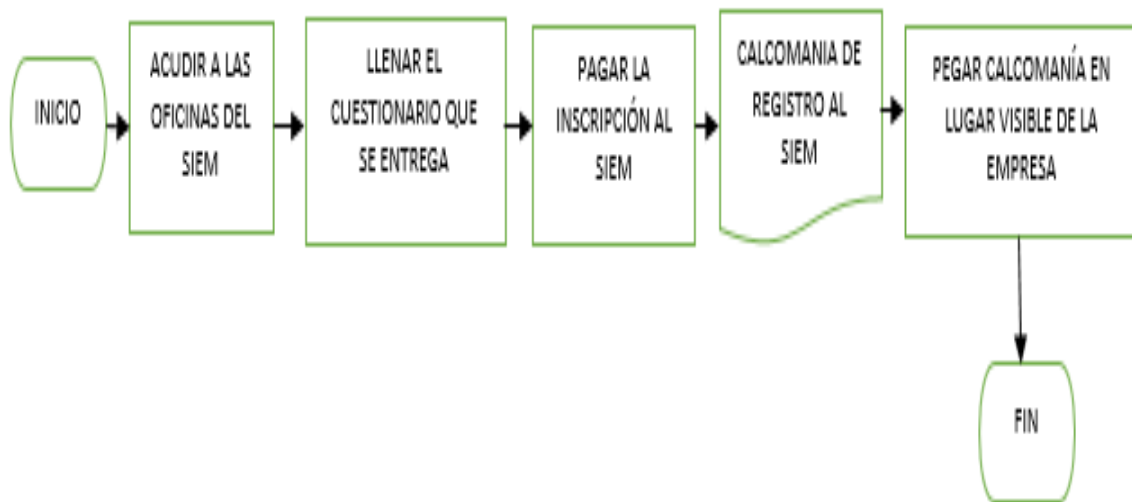 INICIO
ACUDIR A LAS
OFICINAS DEL
SIEM
LLENAR EL
CUESTIONARIO QUE
SE ENTREGA
PAGAR LA
INSCRIPCIÓN AL
SIEM
CALCOMANIA DE
REGISTRO AL
SIEM
PEGAR CALCOMANÍA EN
LUGAR VISIBLE DE LA
EMPRESA
FIN